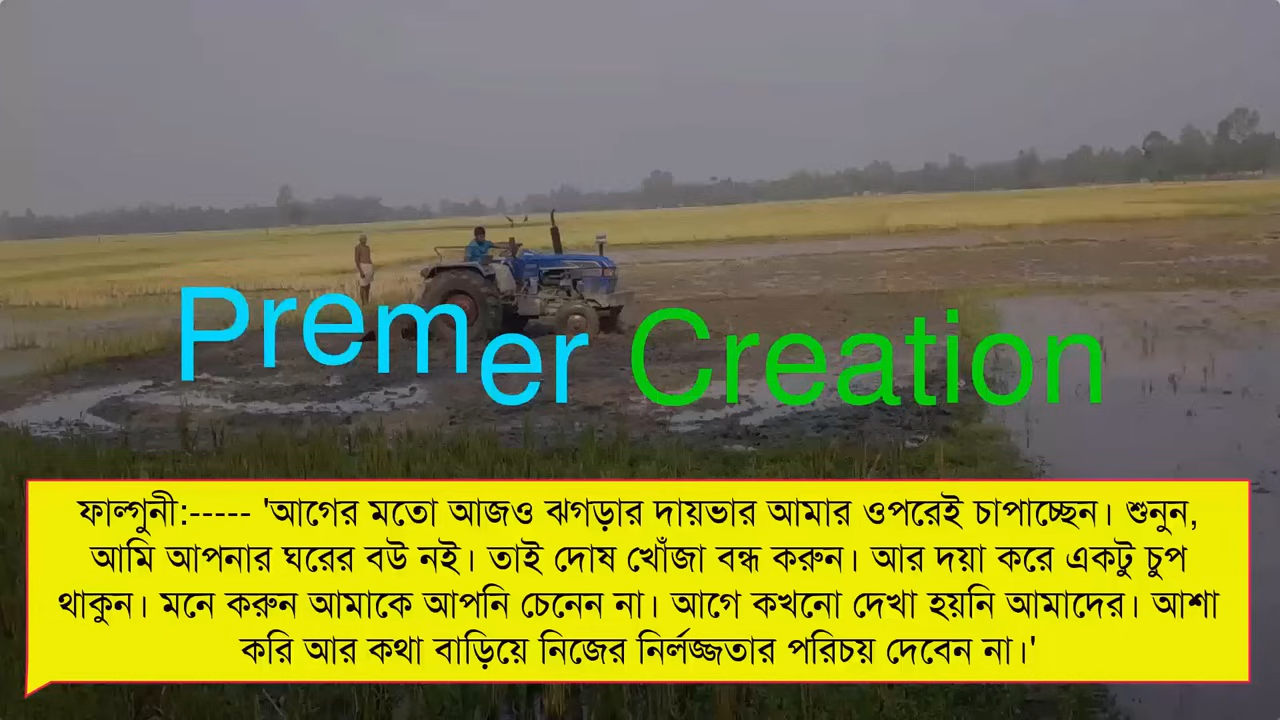 Premer Creation
ফাল্গুনী:----- 'আগের মতো আজও ঝগড়ার দায়ভার আমার ওপরেই চাপাচ্ছেন। শুনুন,
আমি আপনার ঘরের বউ নই। তাই দোষ খোঁজা বন্ধ করুন। আর দয়া করে একটু চুপ
থাকুন। মনে করুন আমাকে আপনি চেনেন না। আগে কখনো দেখা হয়নি আমাদের। আশা
করি আর কথা বাড়িয়ে নিজের নির্লজ্জতার পরিচয় দেবেন না।'